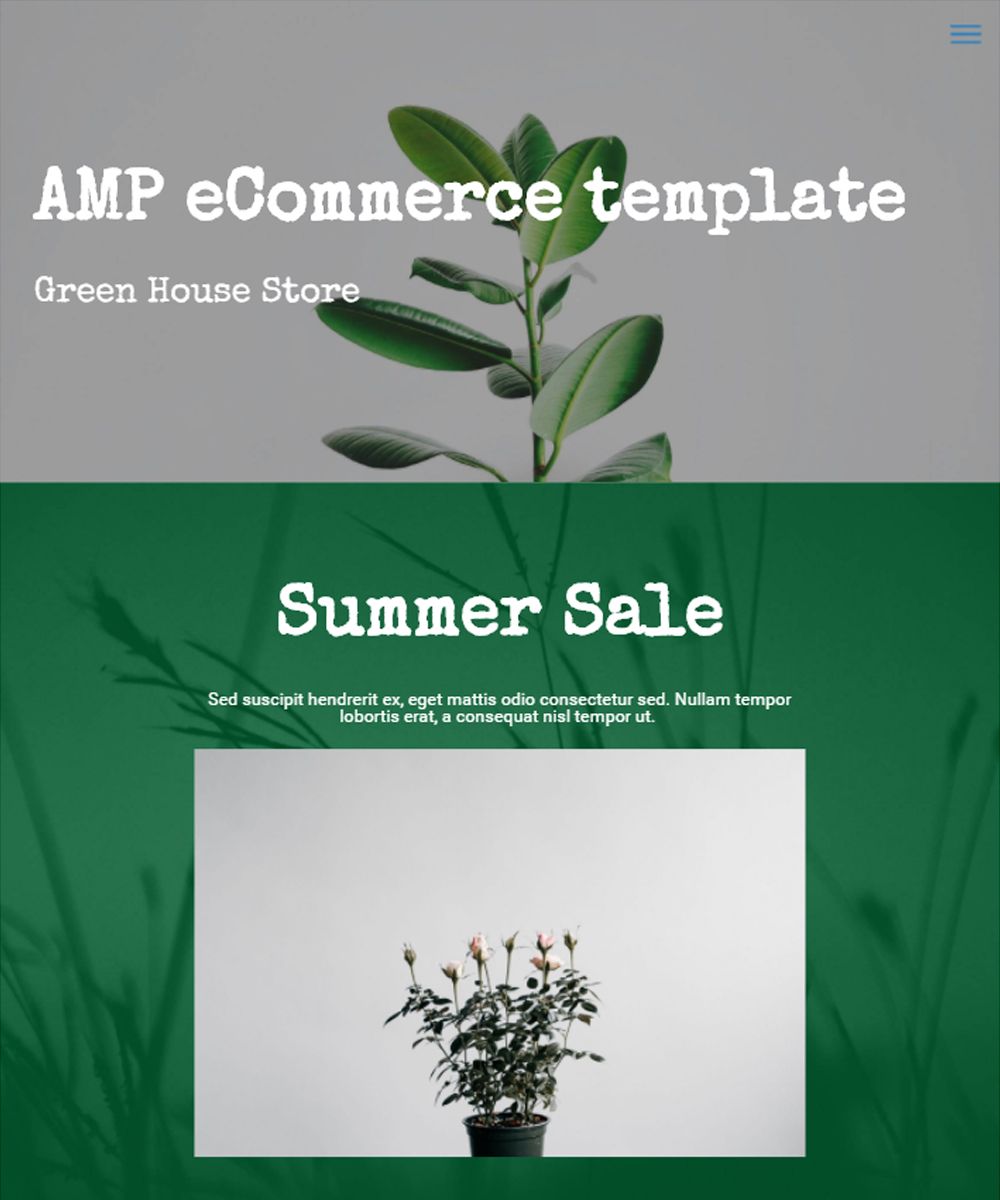 AMP eCommerce template
Green House Store
Summer Sale
Sed suscipit hendrerit ex, eget mattis odio consectetur sed. Nullam tempor
lobortis erat, a consequat nisl tempor ut.